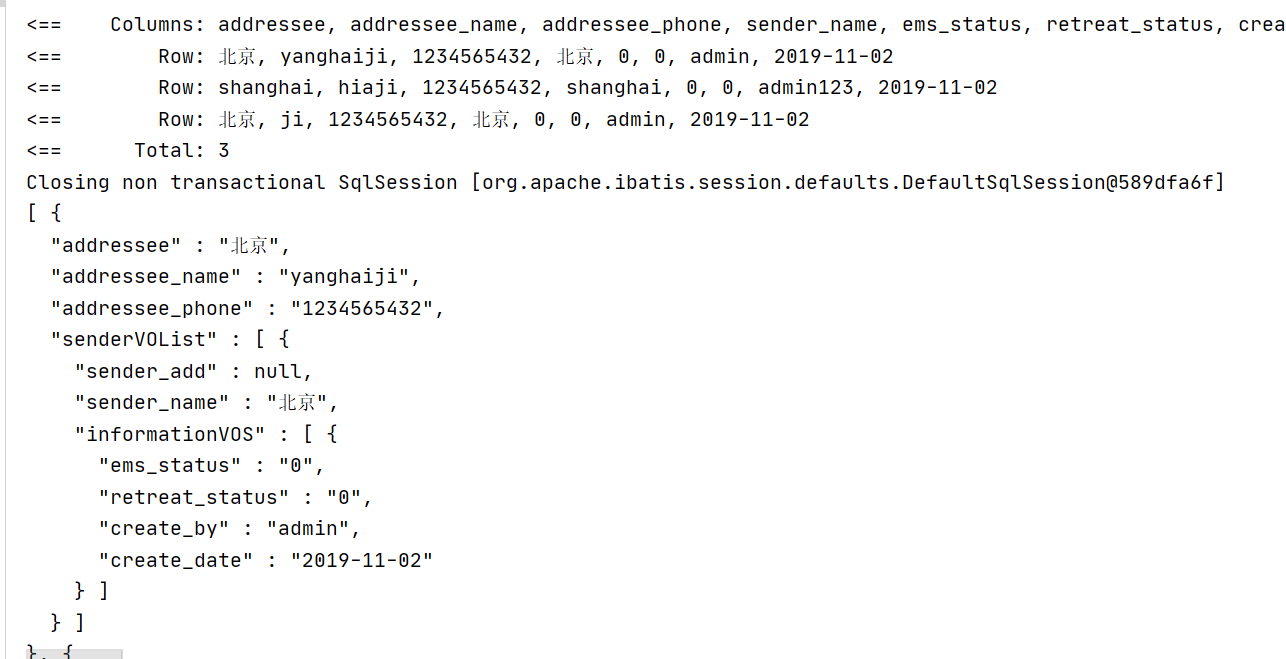 <==    Columns: addressee, addressee_name, addressee_phone, sender_name, ems_status, retreat_status, crea
<==        Row: 北京, yanghaiji, 1234565432, 北京, 0, 0, admin, 2019-11-02
<==        Row: shanghai, hiaji, 1234565432, shanghai, 0, 0, admin123, 2019-11-02
<==        Row: 北京, ji, 1234565432, 北京, 0, 0, admin, 2019-11-02
<==      Total: 3
Closing non transactional SqlSession [org.apache.ibatis.session.defaults.DefaultSqlSession@589dfa6f]
[ {
  "addressee" : "北京",
  "addressee_name" : "yanghaiji",
  "addressee_phone" : "1234565432",
  "senderVOList" : [ {
    "sender_add" : null,
    "sender_name" : "北京",
    "informationVOS" : [ {
      "ems_status" : "0",
      "retreat_status" : "0",
      "create_by" : "admin",
      "create_date" : "2019-11-02"
    } ]
  } ]
}, {